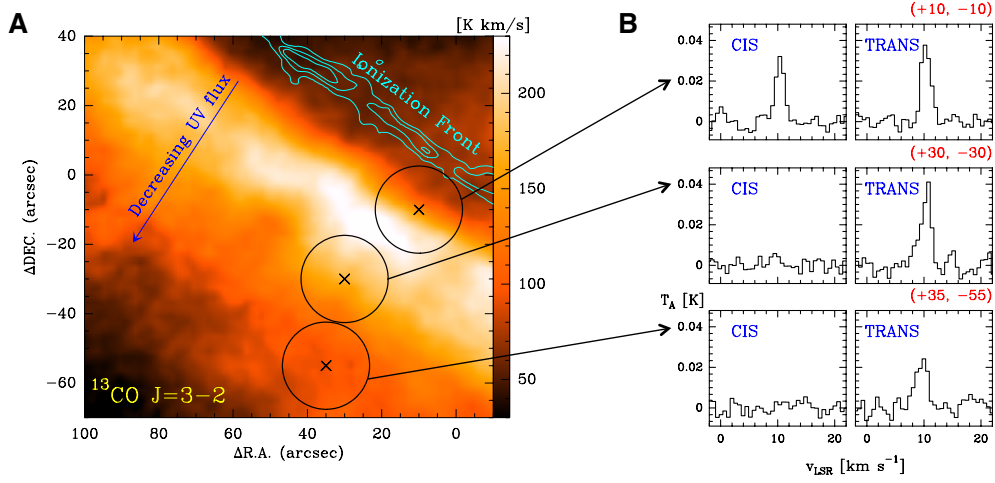 A
[K km/s]
B
(+10, −10)
40
20
0
−20
−40
−60
ΔDEC. (arcsec)
Decreasing UV flux
Ionization Front
¹³CO J=3−2
100
80
60
40
20
0
ΔR.A. (arcsec)
200
150
100
50
0.04
0.02
0
CIS
TRANS
(+30, −30)
0.04
0.02
0
CIS
TRANS
(+35, −55)
T_A [K]
0.04
0.02
0
CIS
TRANS
0
10
20
0
10
20
v_LSR [km s⁻¹]